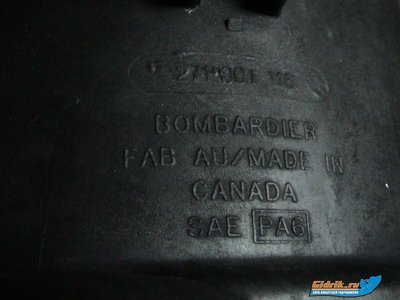 BOMBARDIER
FAB AU/MADE IN
CANADA
SAE PA6
Gidrik.ru